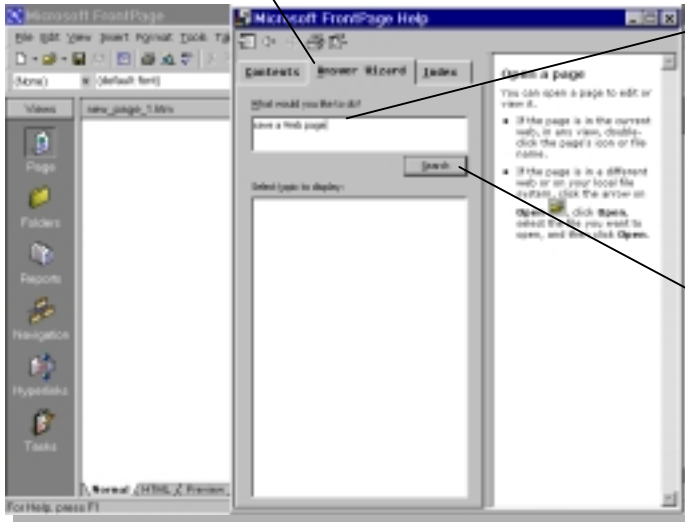 Microsoft FrontPage
File Edit View Insert Format Tools
(None) (default font)
Views
new_page_1.htm
Page
Folders
Reports
Navigation
Hyperlinks
Tasks
Normal HTML Preview
For Help, press F1
Microsoft FrontPage Help
Contents Answer Wizard Index
What would you like to do?
save a Web page
Search
Select topic to display:
Open a page
You can open a page to edit or
view it.
If the page is in the current
web, in any view, double-
click the page's icon or file
name.
If the page is in a different
web or on your local file
system, click the arrow on
Open , click Open,
select the file you want to
open, and then click Open.